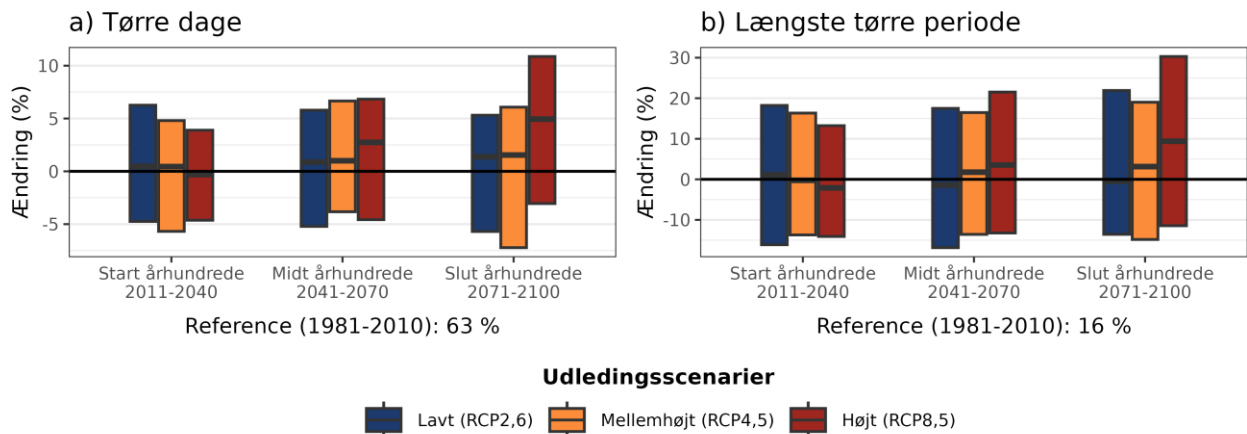 a) Tørre dage
Ændring (%)
10
5
0
-5
Start århundrede
2011-2040
Midt århundrede
2041-2070
Slut århundrede
2071-2100
Reference (1981-2010): 63 %
b) Længste tørre periode
Ændring (%)
30
20
10
0
-10
Start århundrede
2011-2040
Midt århundrede
2041-2070
Slut århundrede
2071-2100
Reference (1981-2010): 16 %
Udledingsscenarier
Lavt (RCP2,6)
Mellemhøjt (RCP4,5)
Højt (RCP8,5)